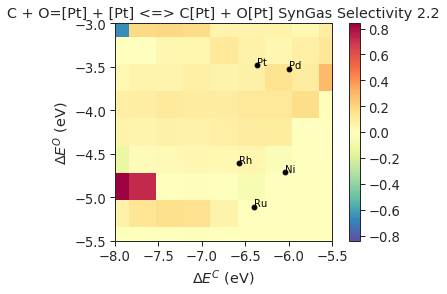 C + O=[Pt] + [Pt] <=> C[Pt] + O[Pt] SynGas Selectivity 2.2
−3.0
−3.5
−4.0
−4.5
−5.0
−5.5
ΔE^O (eV)
Pt
Pd
Rh
Ni
Ru
−8.0 −7.5 −7.0 −6.5 −6.0 −5.5
ΔE^C (eV)
0.8
0.6
0.4
0.2
0.0
−0.2
−0.4
−0.6
−0.8